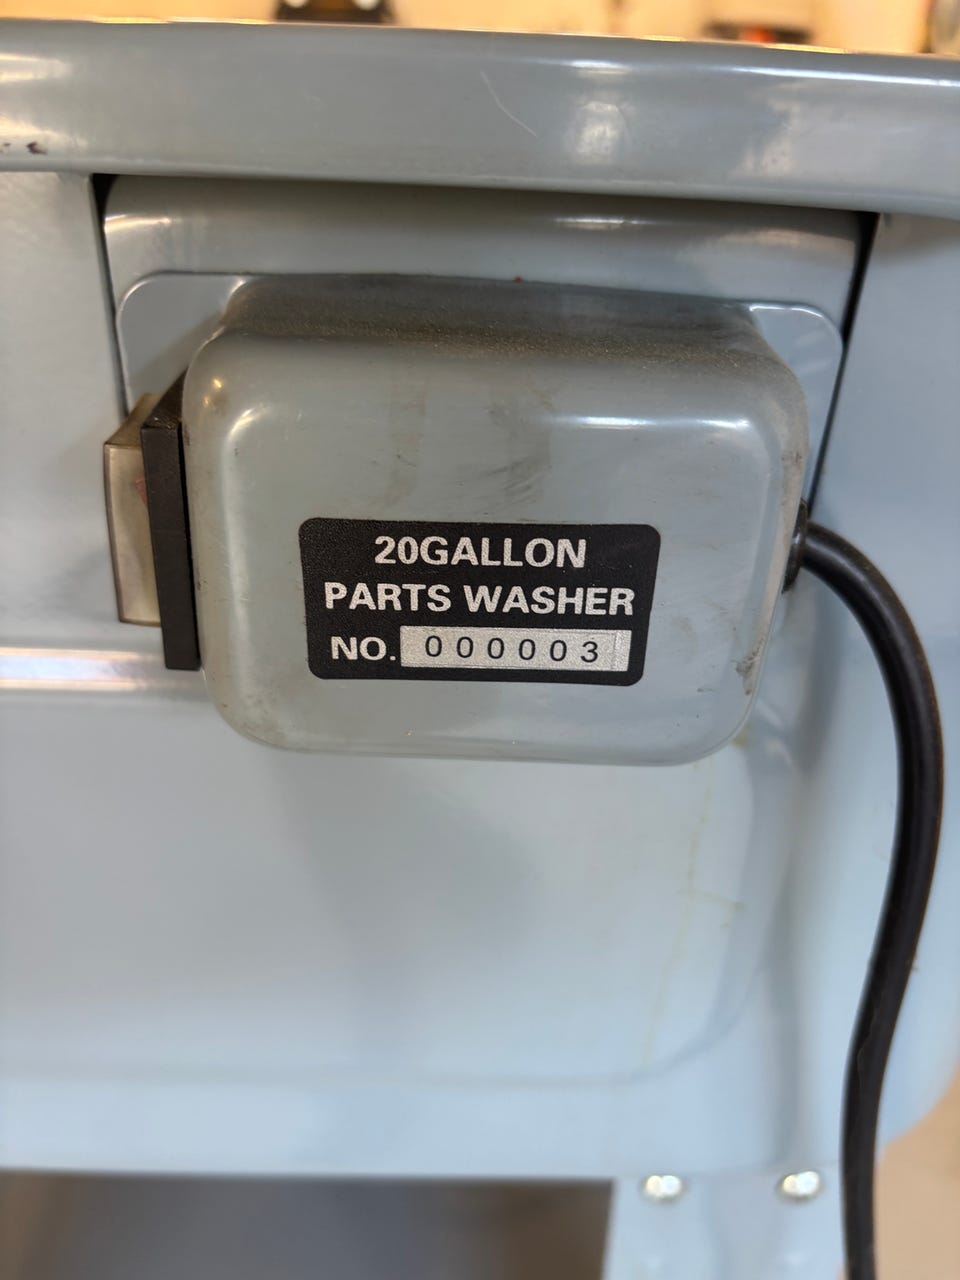 20GALLON
PARTS WASHER
NO. 000003